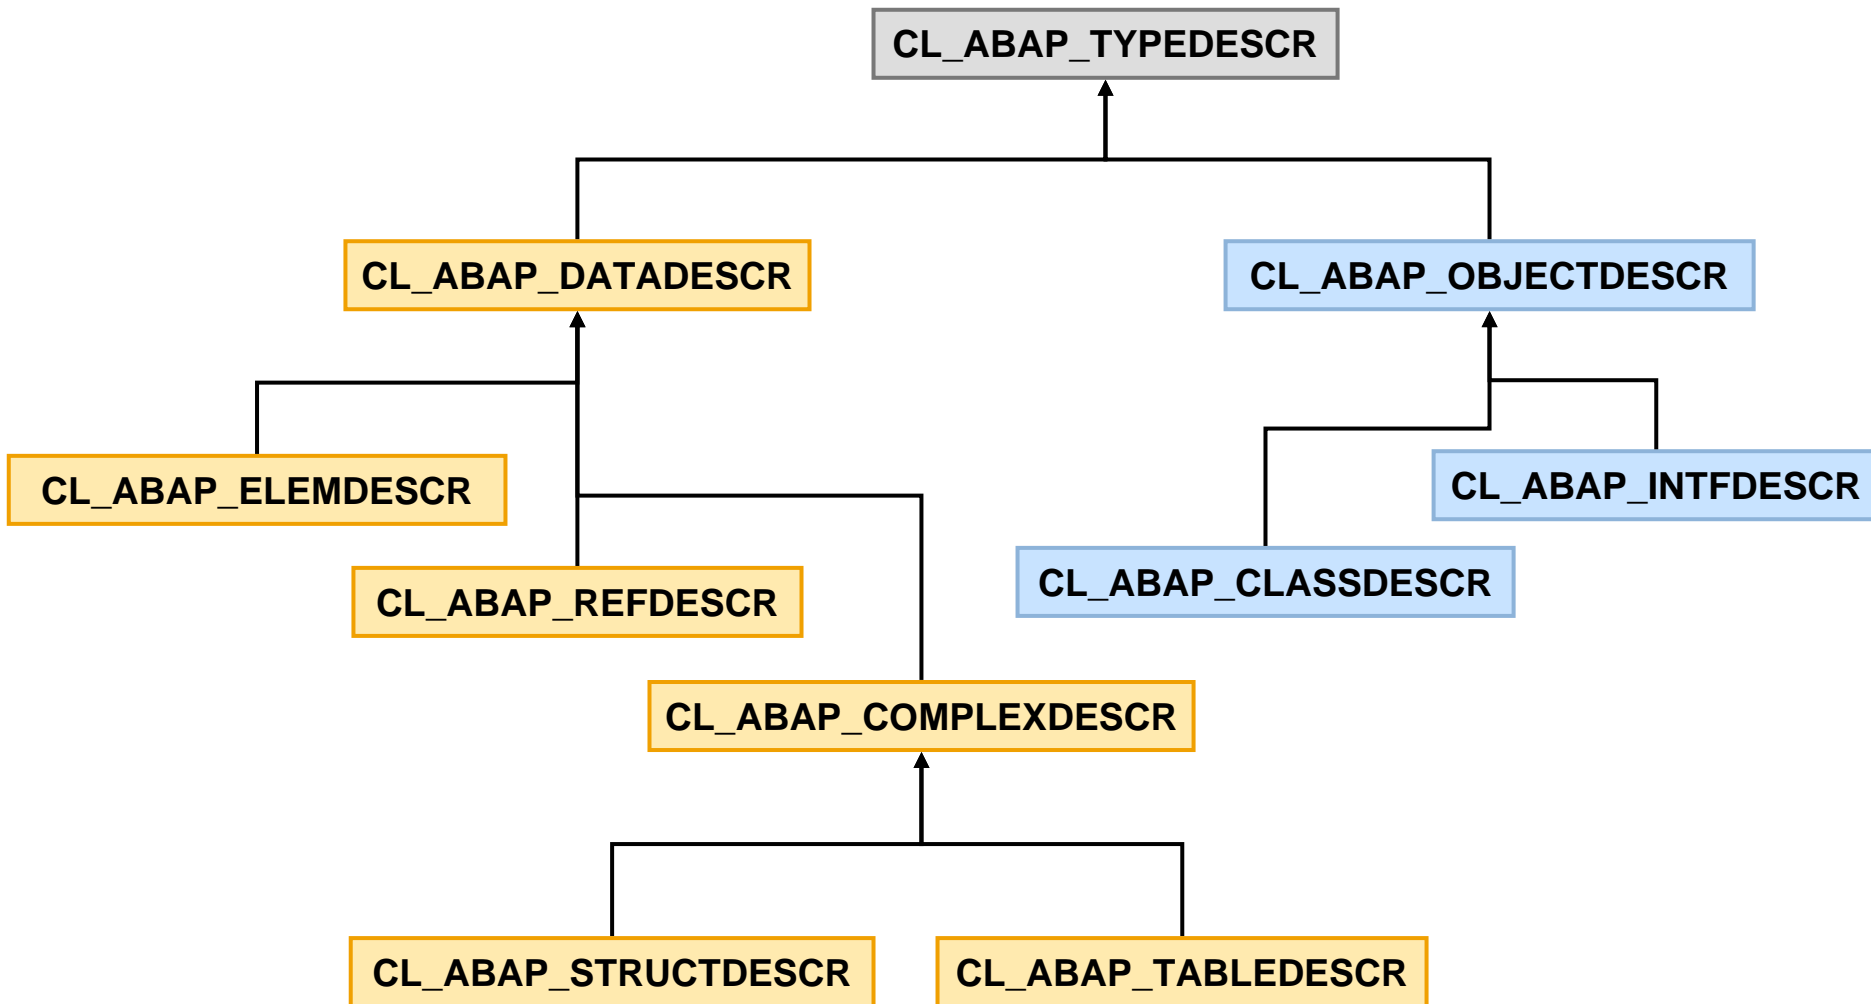 CL_ABAP_TYPEDESCR
CL_ABAP_DATADESCR
CL_ABAP_OBJECTDESCR
CL_ABAP_ELEMDESCR
CL_ABAP_INTFDESCR
CL_ABAP_CLASSDESCR
CL_ABAP_REFDESCR
CL_ABAP_COMPLEXDESCR
CL_ABAP_STRUCTDESCR
CL_ABAP_TABLEDESCR